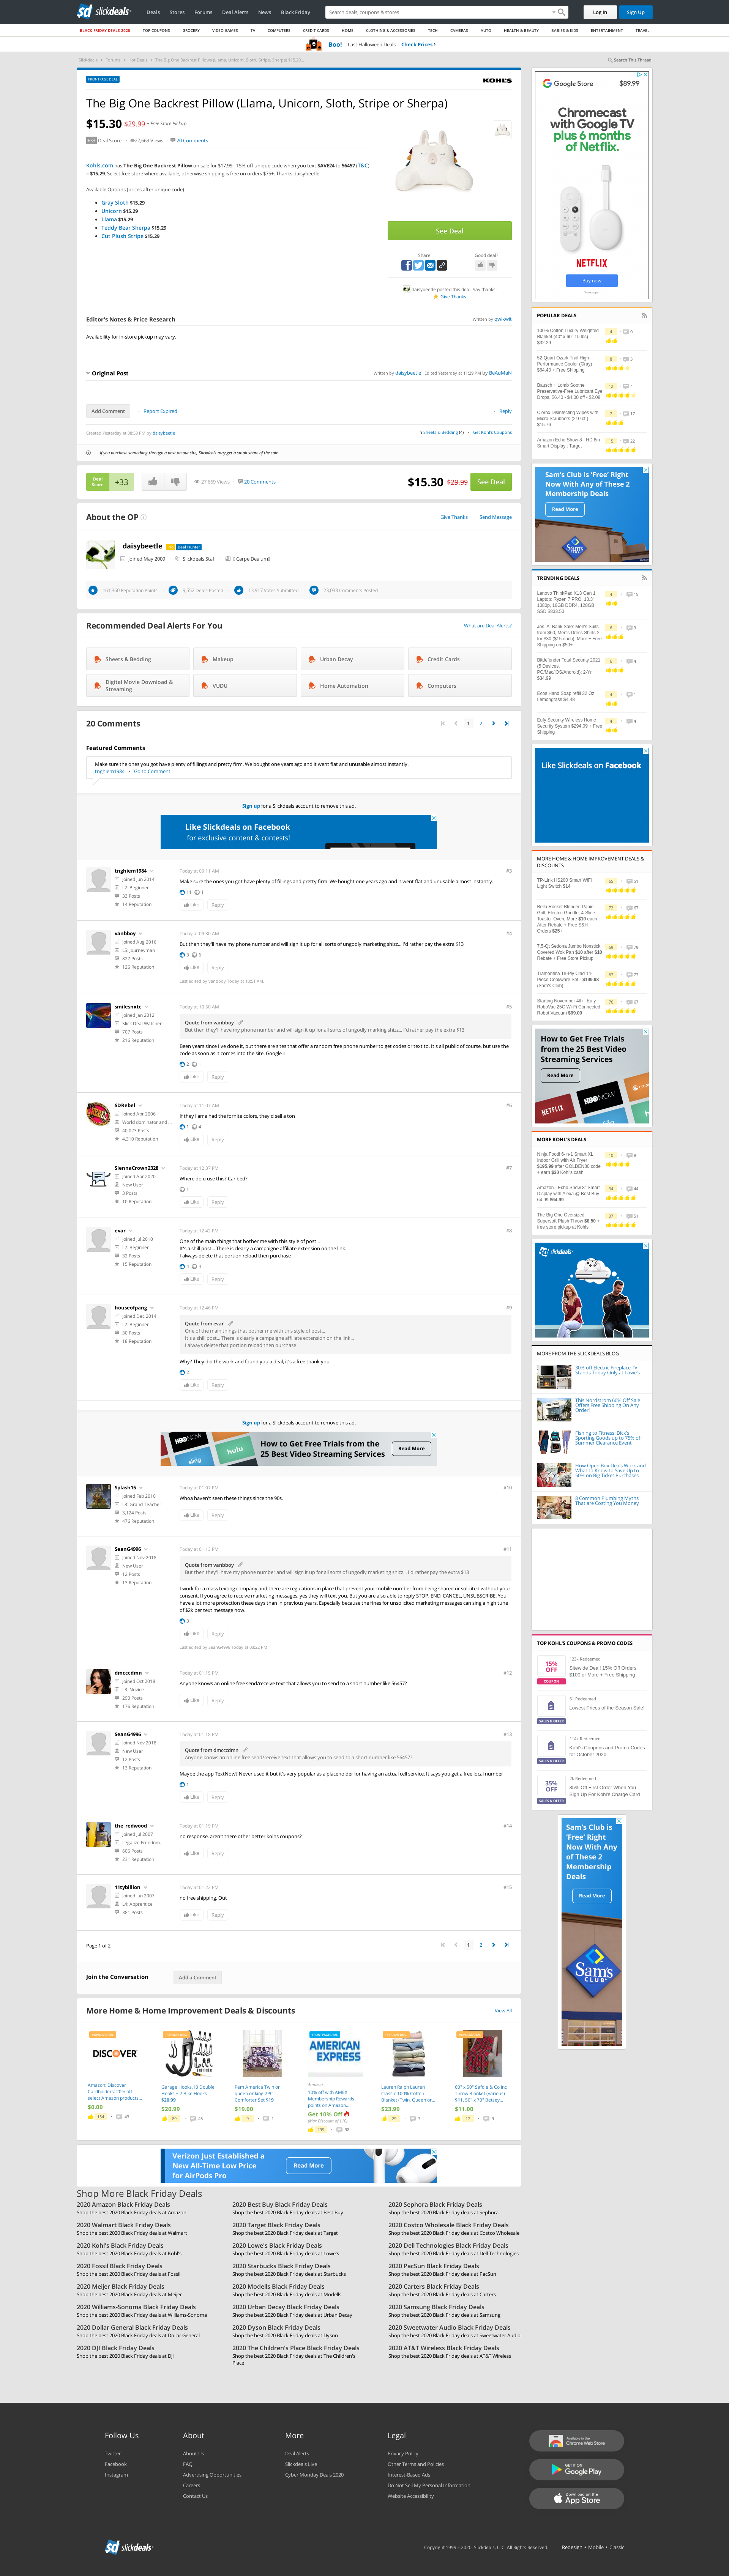 slickdeals
Deals Stores Forums Deal Alerts News Black Friday
Search deals, coupons & stores
Log In Sign Up
BLACK FRIDAY DEALS 2020 TOP COUPONS GROCERY VIDEO GAMES TV COMPUTERS CREDIT CARDS HOME CLOTHING & ACCESSORIES TECH CAMERAS AUTO HEALTH & BEAUTY BABIES & KIDS ENTERTAINMENT TRAVEL
Boo! Last Halloween Deals Check Prices
Search This Thread
FRONTPAGE DEAL
KOHL'S
The Big One Backrest Pillow (Llama, Unicorn, Sloth, Stripe or Sherpa)
$15.30 $29.99 + Free Store Pickup
+33 Deal Score 27,669 Views 20 Comments
Kohls.com has The Big One Backrest Pillow on sale for $17.99 - 15% off unique code when you text SAVE24 to 56457 (T&C)
= $15.29. Select free store where available, otherwise shipping is free on orders $75+. Thanks daisybeetle
Available Options (prices after unique code)
Gray Sloth $15.29
Unicorn $15.29
Llama $15.29
Teddy Bear Sherpa $15.29
Cut Plush Stripe $15.29
See Deal
Share Good deal?
daisybeetle posted this deal. Say thanks!
Give Thanks
Editor's Notes & Price Research
Written by qwikwit
Availability for in-store pickup may vary.
Original Post
Written by daisybeetle Edited Yesterday at 11:29 PM by BeAuMaN
Add Comment Report Expired Reply
Created Yesterday at 08:53 PM by daisybeetle
in Sheets & Bedding (4) Get Kohl's Coupons
If you purchase something through a post on our site, Slickdeals may get a small share of the sale.
Deal Score +33
27,669 Views 20 Comments
$15.30 $29.99 See Deal
About the OP
Give Thanks Send Message
daisybeetle Pro Deal Hunter
Joined May 2009 Slickdeals Staff : Carpe Dealum!:
161,360 Reputation Points 9,552 Deals Posted 13,917 Votes Submitted 23,033 Comments Posted
Recommended Deal Alerts For You
What are Deal Alerts?
Sheets & Bedding Makeup Urban Decay Credit Cards
Digital Movie Download & Streaming VUDU Home Automation Computers
20 Comments
1 2
Featured Comments
Make sure the ones you got have plenty of fillings and pretty firm. We bought one years ago and it went flat and unusable almost instantly.
tnghiem1984 Go to Comment
Sign up for a Slickdeals account to remove this ad.
Like Slickdeals on Facebook
for exclusive content & contests!
tnghiem1984
Joined Jun 2014
L2: Beginner
33 Posts
14 Reputation
Today at 09:11 AM #3
Make sure the ones you got have plenty of fillings and pretty firm. We bought one years ago and it went flat and unusable almost instantly.
11 1
Like Reply
vanboy
Joined Aug 2016
L5: Journeyman
827 Posts
126 Reputation
Today at 09:30 AM #4
But then they'll have my phone number and will sign it up for all sorts of ungodly marketing shizz... I'd rather pay the extra $13
3 6
Like Reply
Last edited by vanboy Today at 10:51 AM.
smilesnxtc
Joined Jan 2012
Slick Deal Watcher
707 Posts
216 Reputation
Today at 10:50 AM #5
Quote from vanboy
But then they'll have my phone number and will sign it up for all sorts of ungodly marketing shizz... I'd rather pay the extra $13
Been years since I've done it, but there are sites that offer a random free phone number to get codes or text to. It's all public of course, but use the
code as soon as it comes into the site. Google
2 1
Like Reply
SDRebel
Joined Apr 2006
World dominator and ...
40,023 Posts
4,310 Reputation
Today at 11:07 AM #6
If they llama had the fornite colors, they'd sell a ton
1 4
Like Reply
SiennaCrown2328
Joined Apr 2020
New User
3 Posts
10 Reputation
Today at 12:37 PM #7
Where do u use this? Car bed?
1
Like Reply
evar
Joined Jul 2010
L2: Beginner
32 Posts
15 Reputation
Today at 12:42 PM #8
One of the main things that bother me with this style of post...
It's a shill post... There is clearly a campaigne affiliate extension on the link...
I always delete that portion reload then purchase
4 4
Like Reply
houseofpang
Joined Dec 2014
L2: Beginner
30 Posts
18 Reputation
Today at 12:46 PM #9
Quote from evar
One of the main things that bother me with this style of post...
It's a shill post... There is clearly a campaigne affiliate extension on the link...
I always delete that portion reload then purchase
Why? They did the work and found you a deal, it's a free thank you
2
Like Reply
Sign up for a Slickdeals account to remove this ad.
HBO NOW hulu How to Get Free Trials from the 25 Best Video Streaming Services Read More
Splash15
Joined Feb 2010
L8: Grand Teacher
3,124 Posts
476 Reputation
Today at 01:07 PM #10
Whoa haven't seen these things since the 90s.
Like Reply
SeanG4996
Joined Nov 2018
New User
12 Posts
13 Reputation
Today at 01:13 PM #11
Quote from vanboy
But then they'll have my phone number and will sign it up for all sorts of ungodly marketing shizz... I'd rather pay the extra $13
I work for a mass texting company and there are regulations in place that prevent your mobile number from being shared or solicited without your
consent. If you agree to receive marketing messages, yes they will text you. But you are also able to reply STOP, END, CANCEL, UNSUBSCRIBE. You
have a lot more protection these days than in previous years, Especially because the fines for unsolicited marketing messages can sting a high tune
of $2k per text message now.
3
Like Reply
Last edited by SeanG4996 Today at 03:22 PM.
dmcccdmn
Joined Oct 2018
L3: Novice
290 Posts
176 Reputation
Today at 01:15 PM #12
Anyone knows an online free send/receive text that allows you to send to a short number like 56457?
Like Reply
SeanG4996
Joined Nov 2018
New User
12 Posts
13 Reputation
Today at 01:18 PM #13
Quote from dmcccdmn
Anyone knows an online free send/receive text that allows you to send to a short number like 56457?
Maybe the app TextNow? Never used it but it's very popular as a placeholder for having an actual cell service. It says you get a free local number
1
Like Reply
the_redwood
Joined Jul 2007
Legalize Freedom.
606 Posts
231 Reputation
Today at 01:19 PM #14
no response. aren't there other better kolhs coupons?
Like Reply
11tybillion
Joined Jun 2007
L4: Apprentice
381 Posts
Today at 01:22 PM #15
no free shipping. Out
Like Reply
Page 1 of 2
1 2
Join the Conversation Add a Comment
More Home & Home Improvement Deals & Discounts
View All
DISCOVER
AMERICAN EXPRESS
Amazon: Discover Cardholders: 20% off select Amazon products...
$0.00
Garage Hooks,10 Double Hooks + 2 Bike Hooks $20.99
$20.99
Pem America Twin or queen or king 2PC Comforter Set $19
$19.00
Amazon
10% off with AMEX Membership Rewards points on Amazon...
Get 10% Off
Lauren Ralph Lauren Classic 100% Cotton Blanket (Twin, Queen or...
$23.99
60" x 50" Safdie & Co Inc Throw Blanket (various) $11, 50" x 70" Betsey...
$11.00
Verizon Just Established a New All-Time Low Price for AirPods Pro Read More
Shop More Black Friday Deals
2020 Amazon Black Friday Deals
Shop the best 2020 Black Friday deals at Amazon
2020 Best Buy Black Friday Deals
Shop the best 2020 Black Friday deals at Best Buy
2020 Sephora Black Friday Deals
Shop the best 2020 Black Friday deals at Sephora
2020 Walmart Black Friday Deals
Shop the best 2020 Black Friday deals at Walmart
2020 Target Black Friday Deals
Shop the best 2020 Black Friday deals at Target
2020 Costco Wholesale Black Friday Deals
Shop the best 2020 Black Friday deals at Costco Wholesale
2020 Kohl's Black Friday Deals
Shop the best 2020 Black Friday deals at Kohl's
2020 Lowe's Black Friday Deals
Shop the best 2020 Black Friday deals at Lowe's
2020 Dell Technologies Black Friday Deals
Shop the best 2020 Black Friday deals at Dell Technologies
2020 Fossil Black Friday Deals
Shop the best 2020 Black Friday deals at Fossil
2020 Starbucks Black Friday Deals
Shop the best 2020 Black Friday deals at Starbucks
2020 PacSun Black Friday Deals
Shop the best 2020 Black Friday deals at PacSun
2020 Meijer Black Friday Deals
Shop the best 2020 Black Friday deals at Meijer
2020 Modells Black Friday Deals
Shop the best 2020 Black Friday deals at Modells
2020 Carters Black Friday Deals
Shop the best 2020 Black Friday deals at Carters
2020 Williams-Sonoma Black Friday Deals
Shop the best 2020 Black Friday deals at Williams-Sonoma
2020 Urban Decay Black Friday Deals
Shop the best 2020 Black Friday deals at Urban Decay
2020 Samsung Black Friday Deals
Shop the best 2020 Black Friday deals at Samsung
2020 Dollar General Black Friday Deals
Shop the best 2020 Black Friday deals at Dollar General
2020 Dyson Black Friday Deals
Shop the best 2020 Black Friday deals at Dyson
2020 Sweetwater Audio Black Friday Deals
Shop the best 2020 Black Friday deals at Sweetwater Audio
2020 DJI Black Friday Deals
Shop the best 2020 Black Friday deals at DJI
2020 The Children's Place Black Friday Deals
Shop the best 2020 Black Friday deals at The Children's
Place
2020 AT&T Wireless Black Friday Deals
Shop the best 2020 Black Friday deals at AT&T Wireless
Google Store $89.99
Chromecast
with Google TV
plus 6 months
of Netflix.
NETFLIX
Buy now
POPULAR DEALS
100% Cotton Luxury Weighted Blanket (40" x 60",15 lbs) $32.29
52-Quart Ozark Trail High-Performance Cooler (Gray) $64.40 + Free Shipping
Bausch + Lomb Soothe Preservative-Free Lubricant Eye Drops, $6.40 - $4.00 off - $2.09
Clorox Disinfecting Wipes with Micro Scrubbers (210 ct.) $15.76
Amazon Echo Show 8 - HD 8in Smart Display : Target
Sam's Club is 'Free' Right Now With Any of These 2 Membership Deals
Read More
TRENDING DEALS
Lenovo ThinkPad X13 Gen 1 Laptop: Ryzen 7 PRO, 13.3" 1080p, 16GB DDR4, 128GB SSD $603.50
Jos. A. Bank Sale: Men's Suits from $60, Men's Dress Shirts 2 for $30 ($15 each), More + Free Shipping on $50+
Bitdefender Total Security 2021 (5 Devices, PC/Mac/iOS/Android): 2-Yr $34.99
Ecos Hand Soap refill 32 Oz Lemongrass $4.48
Eufy Security Wireless Home Security System $294.09 + Free Shipping
Like Slickdeals on Facebook
MORE HOME & HOME IMPROVEMENT DEALS &
DISCOUNTS
TP-Link HS200 Smart WiFi Light Switch $14
Bella Rocket Blender, Panini Grill, Electric Griddle, 4-Slice Toaster Oven, More $10 each After Rebate + Free S&H Orders $25+
7.5-Qt Sedona Jumbo Nonstick Covered Wok Pan $10 after $10 Rebate + Free Store Pickup
Tramontina Tri-Ply Clad 14-Piece Cookware Set - $199.99 (Sam's Club)
Starting November 4th - Eufy RoboVac 25C Wi-Fi Connected Robot Vacuum $99.00
How to Get Free Trials from the 25 Best Video Streaming Services
Read More
NETFLIX HBO NOW
MORE KOHL'S DEALS
Ninja Foodi 6-in-1 Smart XL Indoor Grill with Air Fryer $195.99 after GOLDEN30 code + earn $30 Kohl's cash
Amazon - Echo Show 8" Smart Display with Alexa @ Best Buy - 64.99 $64.99
The Big One Oversized Supersoft Plush Throw $8.50 + free store pickup at Kohls
slickdeals
MORE FROM THE SLICKDEALS BLOG
30% off Electric Fireplace TV Stands Today Only at Lowe's
This Nordstrom 60% Off Sale Offers Free Shipping On Any Order!
Fishing to Fitness: Dick's Sporting Goods up to 75% off Summer Clearance Event
How Open Box Deals Work and What to Know to Save Up to 50% on Big Ticket Purchases
8 Common Plumbing Myths That are Costing You Money
TOP KOHL'S COUPONS & PROMO CODES
15% OFF COUPON
Sitewide Deal! 15% Off Orders $100 or More + Free Shipping
SALES & OFFER
Lowest Prices of the Season Sale!
SALES & OFFER
Kohl's Coupons and Promo Codes for October 2020
35% OFF SALES & OFFER
35% Off First Order When You Sign Up For Kohl's Charge Card
Sam's Club is 'Free' Right Now With Any of These 2 Membership Deals
Read More
Sam's CLUB
Follow Us
Twitter
Facebook
Instagram
About
About Us
FAQ
Advertising Opportunities
Careers
Contact Us
More
Deal Alerts
Slickdeals Live
Cyber Monday Deals 2020
Legal
Privacy Policy
Other Terms and Policies
Interest-Based Ads
Do Not Sell My Personal Information
Website Accessibility
Available in the Chrome Web Store
GET IT ON Google Play
Download on the App Store
slickdeals
Copyright 1999 - 2020. Slickdeals, LLC. All Rights Reserved. Redesign • Mobile • Classic